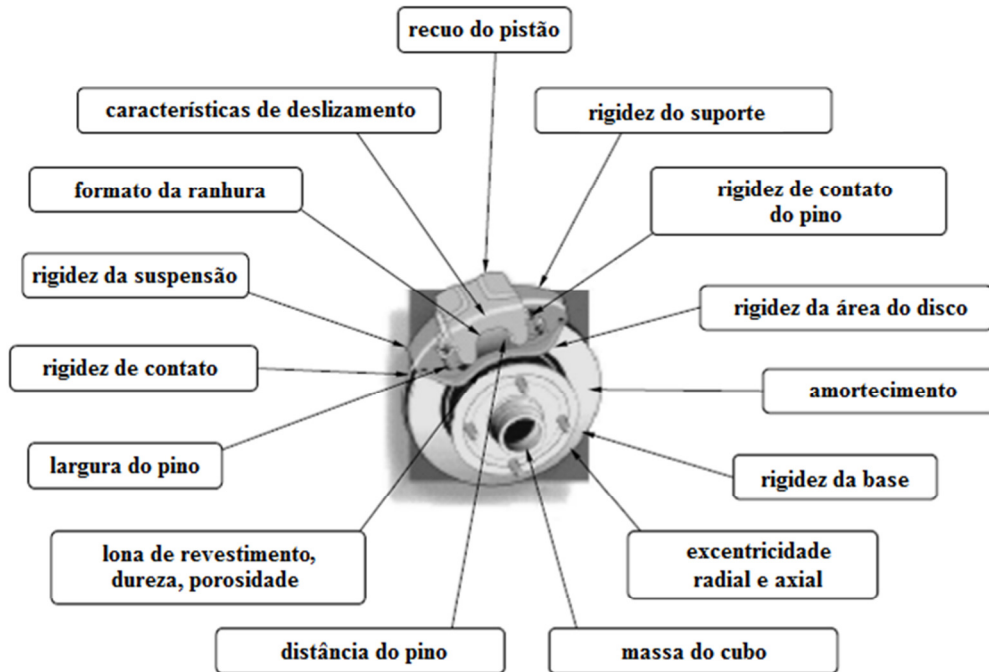 recuo do pistão
características de deslizamento
rigidez do suporte
formato da ranhura
rigidez de contato
do pino
rigidez da suspensão
rigidez da área do disco
rigidez de contato
amortecimento
largura do pino
rigidez da base
lona de revestimento,
dureza, porosidade
excentricidade
radial e axial
distância do pino
massa do cubo